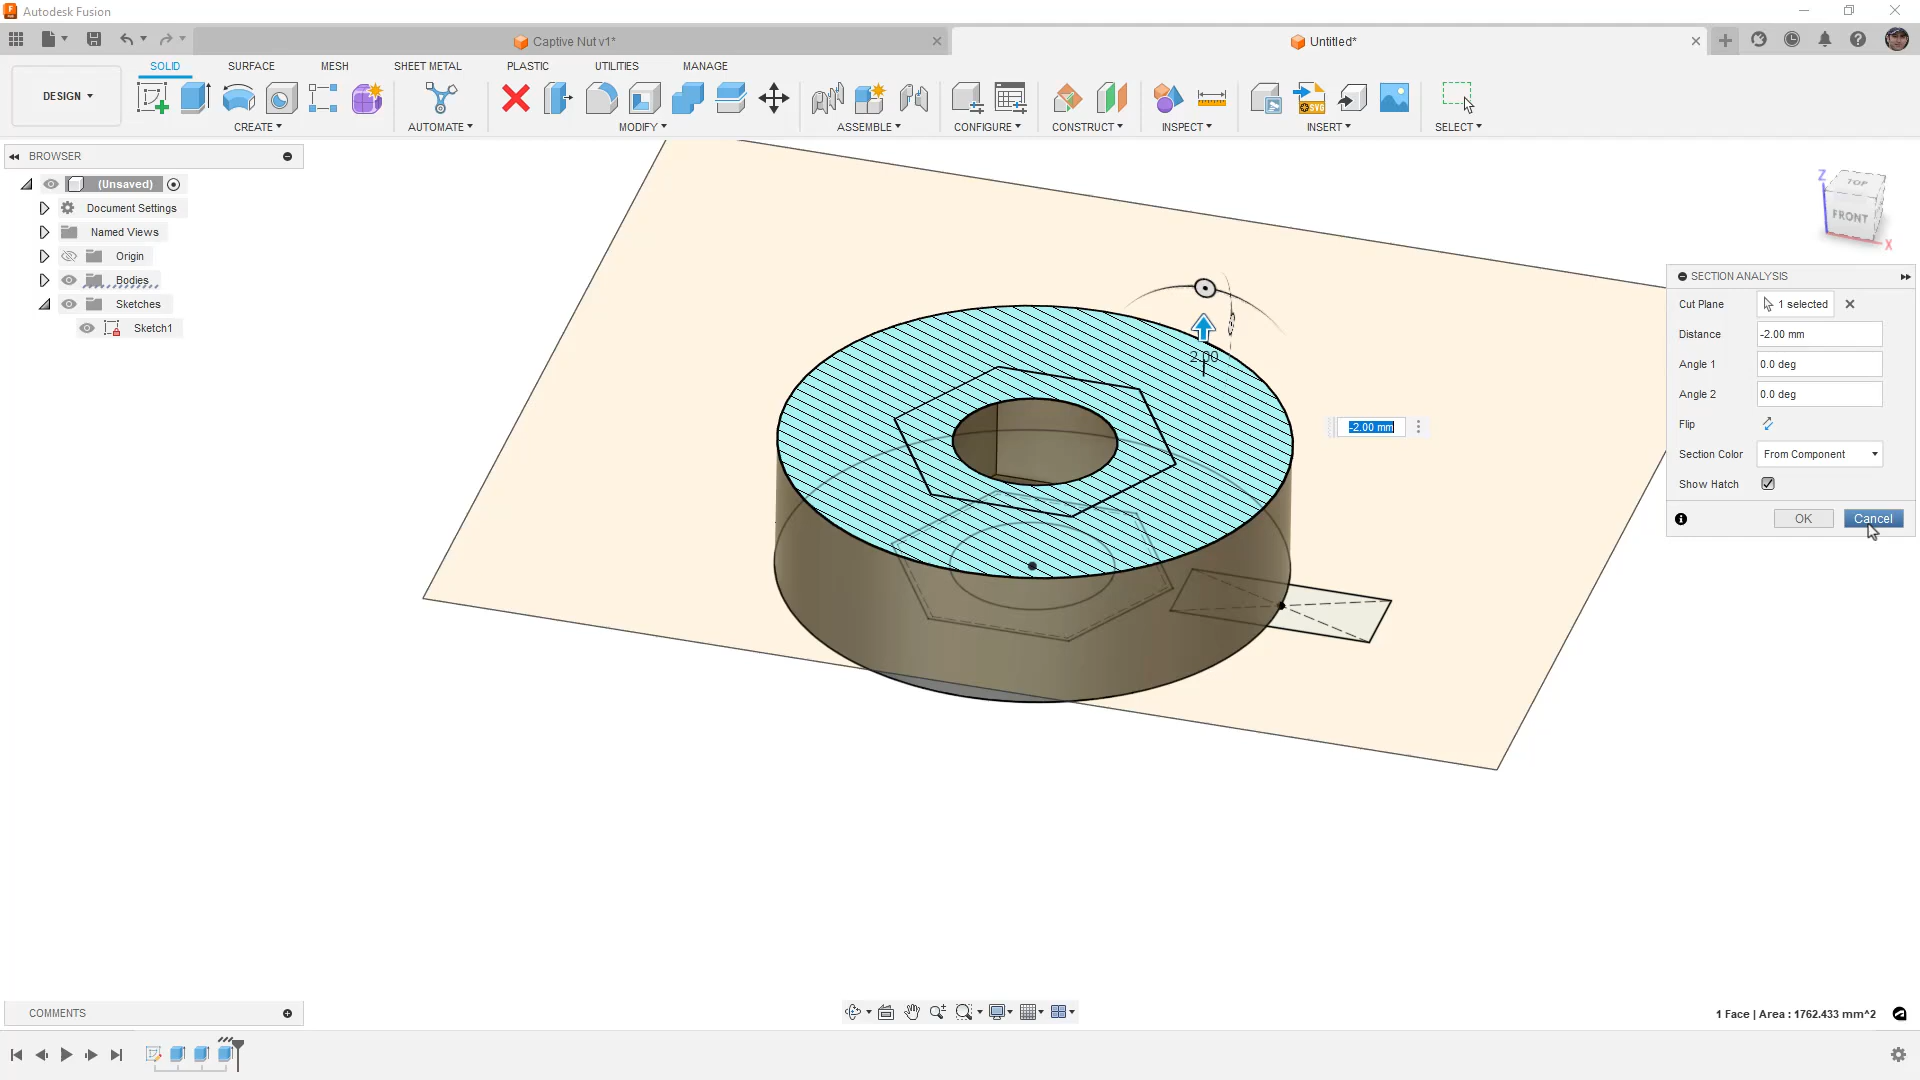 Autodesk Fusion
Captive Nut v1*
Untitled*
DESIGN
SOLID
SURFACE
MESH
SHEET METAL
PLASTIC
UTILITIES
MANAGE
CREATE
AUTOMATE
MODIFY
ASSEMBLE
CONFIGURE
CONSTRUCT
INSPECT
INSERT
SELECT
SVG
BROWSER
(Unsaved)
Document Settings
Named Views
Origin
Bodies
Sketches
Sketch1
Z
TOP
FRONT
X
2.00
-2.00 mm
SECTION ANALYSIS
Cut Plane 1 selected
Distance -2.00 mm
Angle 1 0.0 deg
Angle 2 0.0 deg
Flip
Section Color From Component
Show Hatch
OK Cancel
COMMENTS
1 Face | Area : 1762.433 mm^2